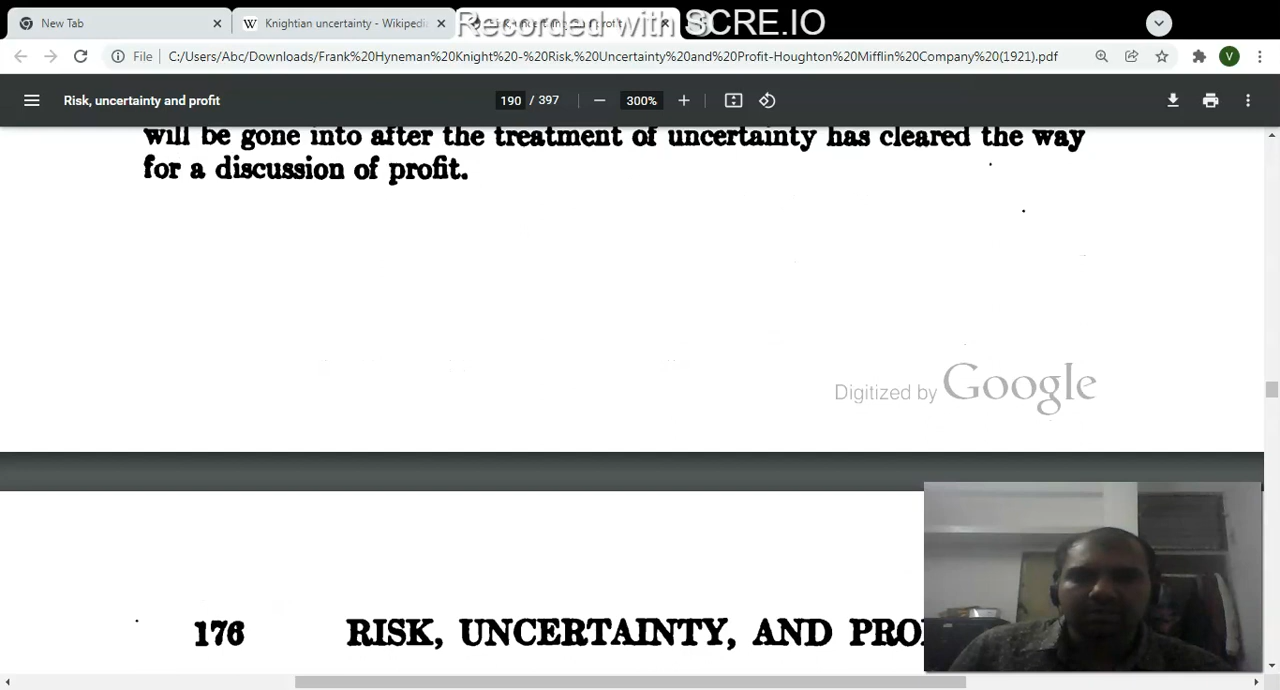 New Tab
Knightian uncertainty - Wikipedia
Recorded with SCRE.IO
File
C:/Users/Abc/Downloads/Frank%20Hyneman%20Knight%20-%20Risk,%20Uncertainty%20and%20Profit-Houghton%20Mifflin%20Company%20(1921).pdf
V
Risk, uncertainty and profit
190 / 397
300%
will be gone into after the treatment of uncertainty has cleared the way
for a discussion of profit.
Digitized by Google
176 RISK, UNCERTAINTY, AND PRO